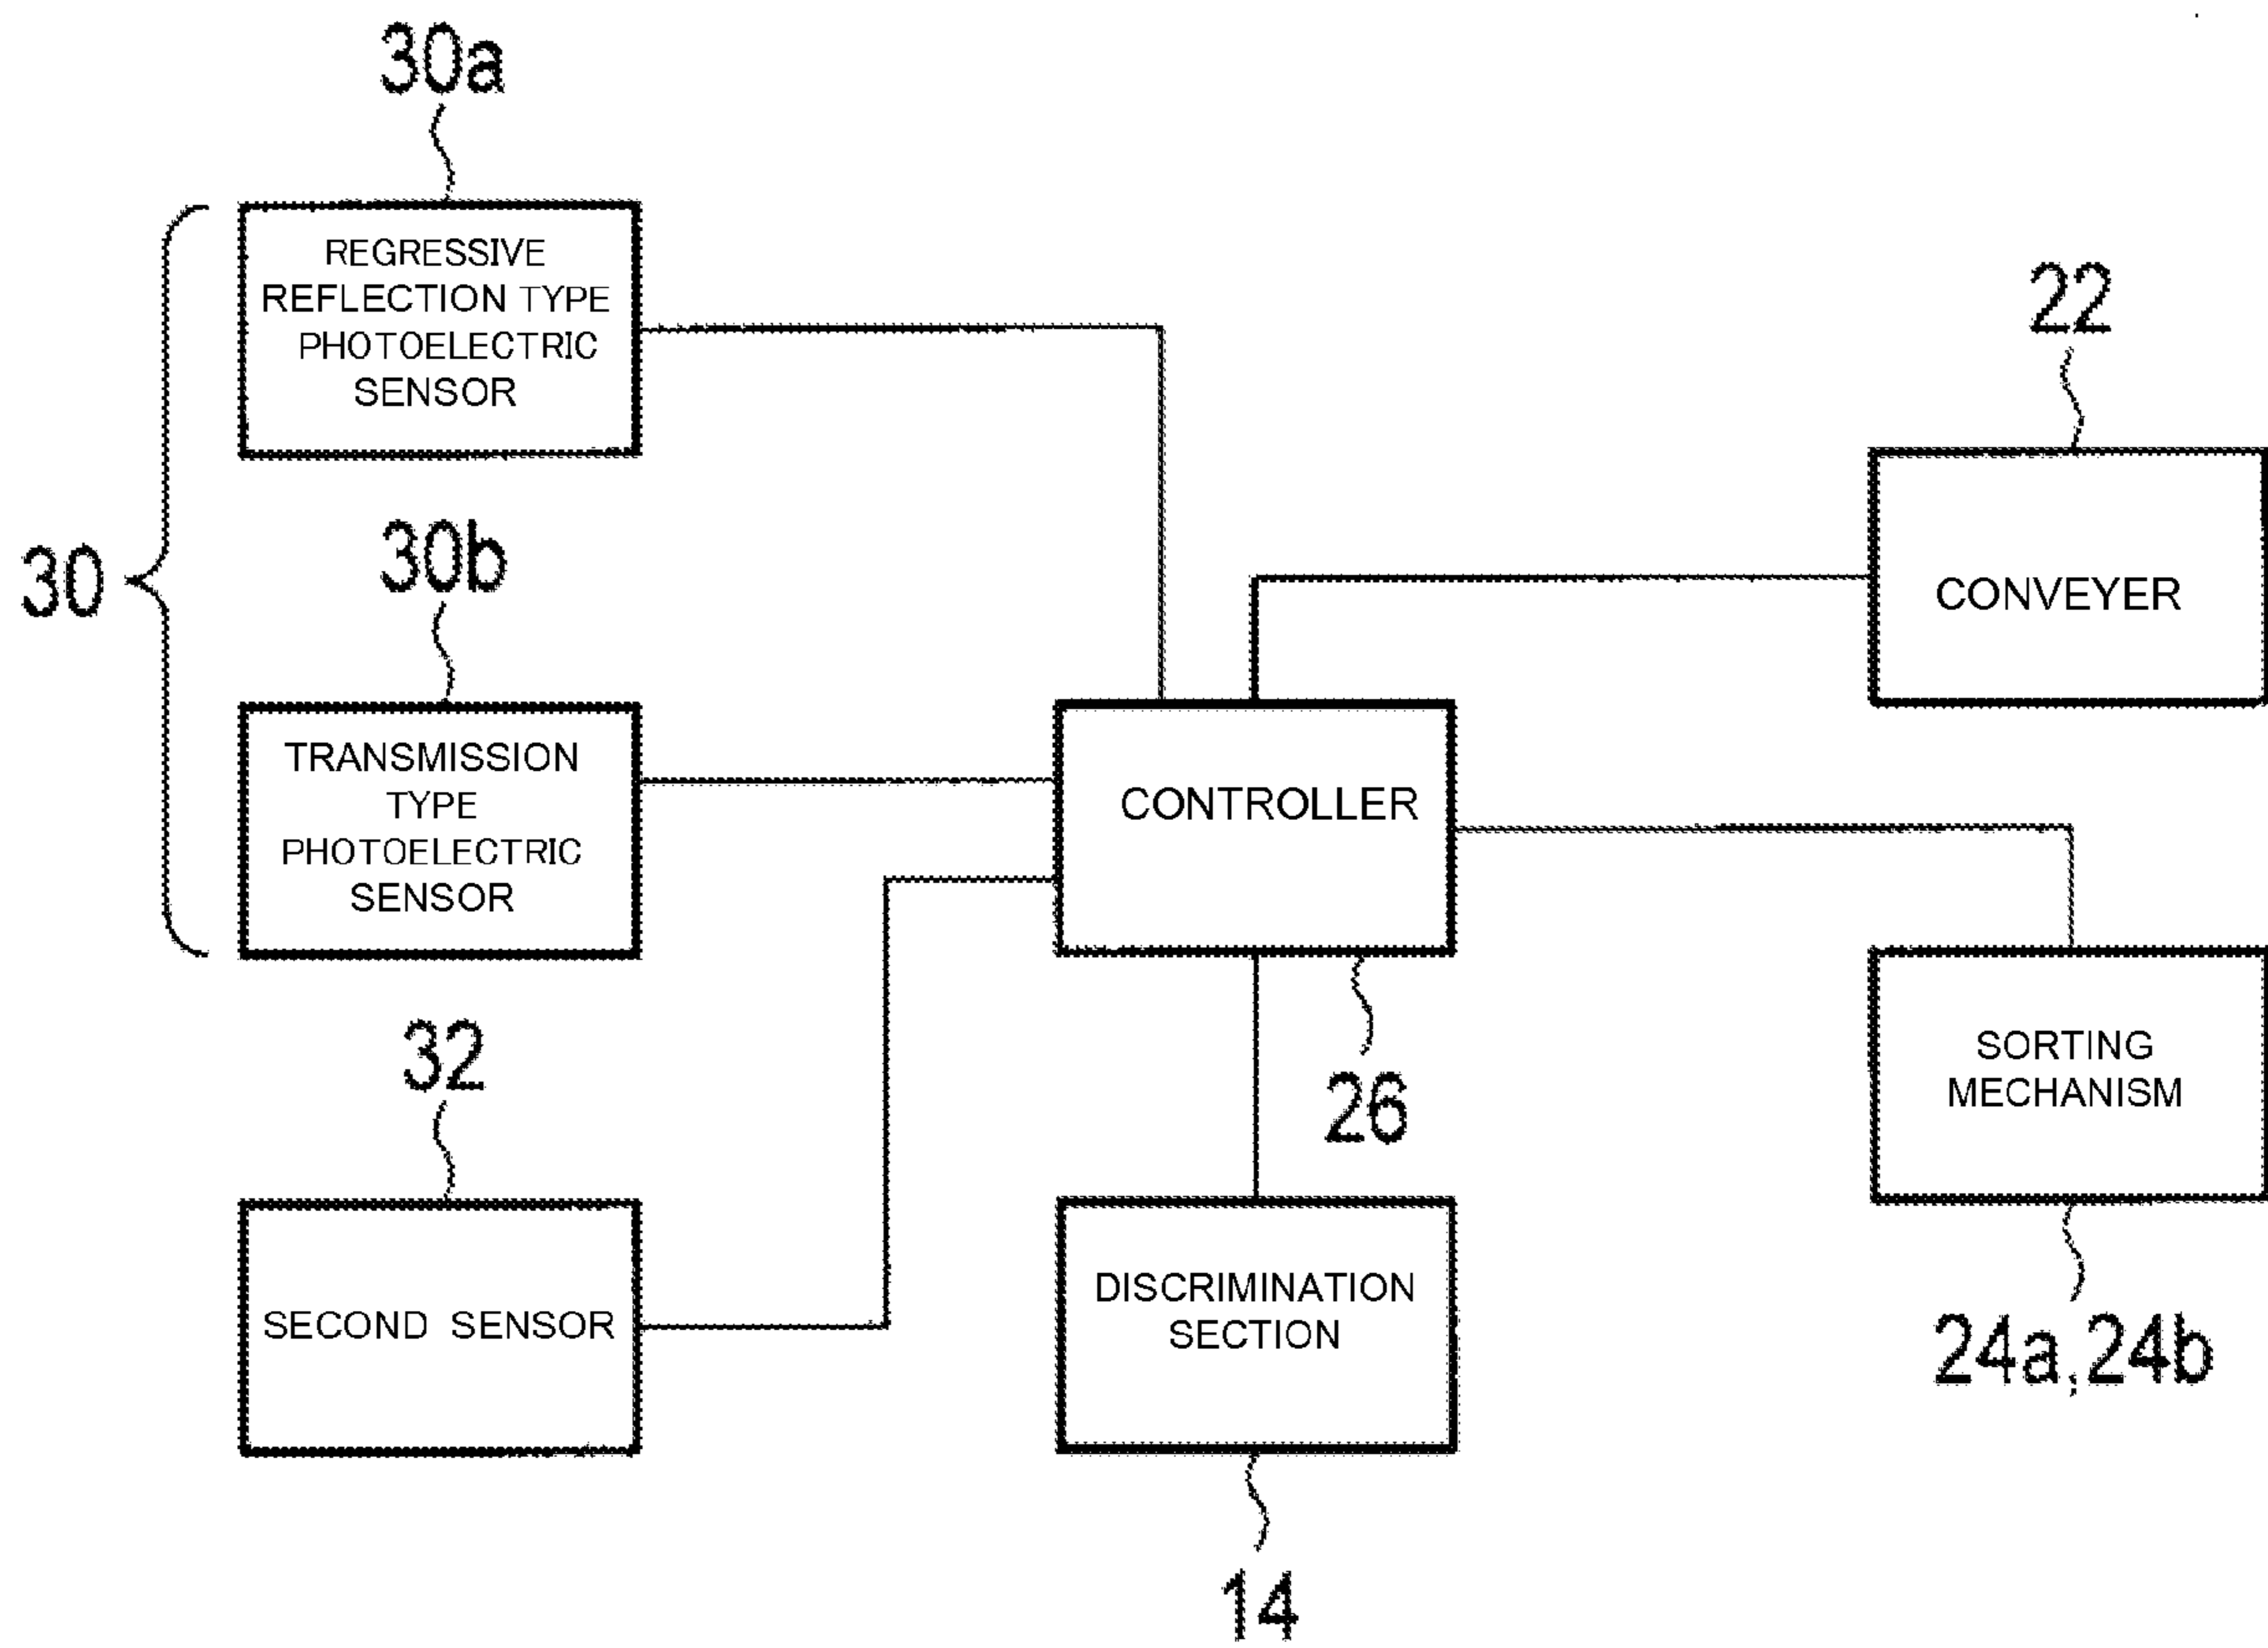 30a
REGRESSIVE
REFLECTION TYPE
PHOTOELECTRIC
SENSOR
30
30b
TRANSMISSION
TYPE
PHOTOELECTRIC
SENSOR
32
SECOND SENSOR
CONTROLLER
26
DISCRIMINATION
SECTION
14
22
CONVEYER
SORTING
MECHANISM
24a,24b